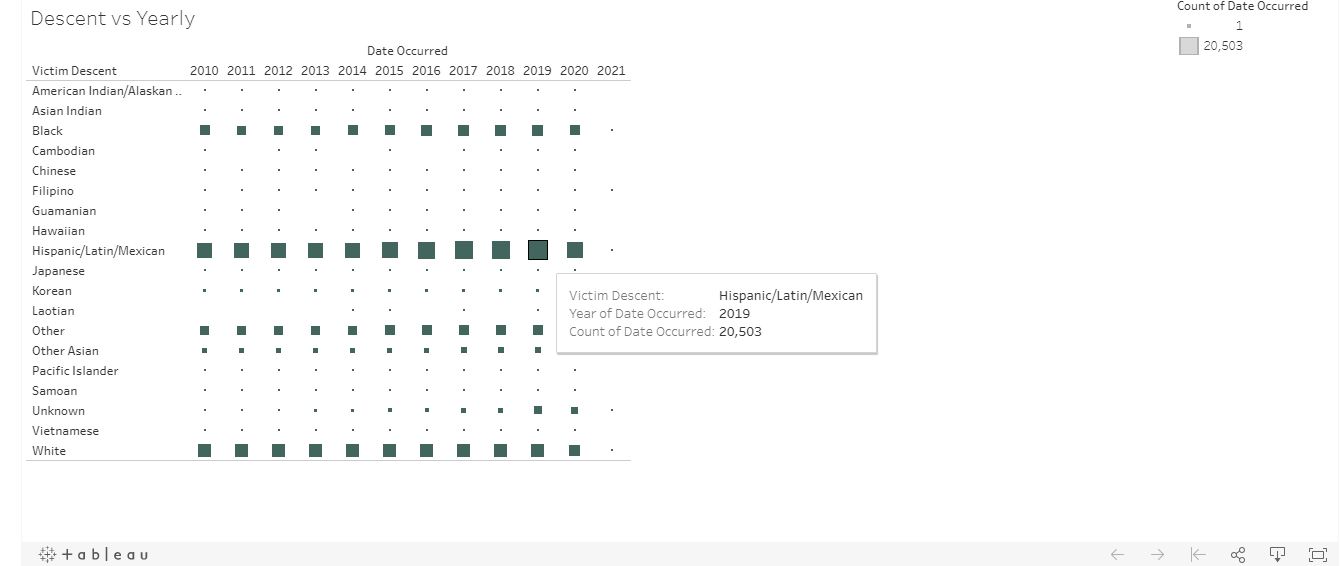 Descent vs Yearly
Count of Date Occurred
1
20,503
Date Occurred
Victim Descent 2010 2011 2012 2013 2014 2015 2016 2017 2018 2019 2020 2021
American Indian/Alaskan ..
Asian Indian
Black
Cambodian
Chinese
Filipino
Guamanian
Hawaiian
Hispanic/Latin/Mexican
Japanese
Korean
Laotian
Other
Other Asian
Pacific Islander
Samoan
Unknown
Vietnamese
White
Victim Descent: Hispanic/Latin/Mexican
Year of Date Occurred: 2019
Count of Date Occurred: 20,503
+ableau